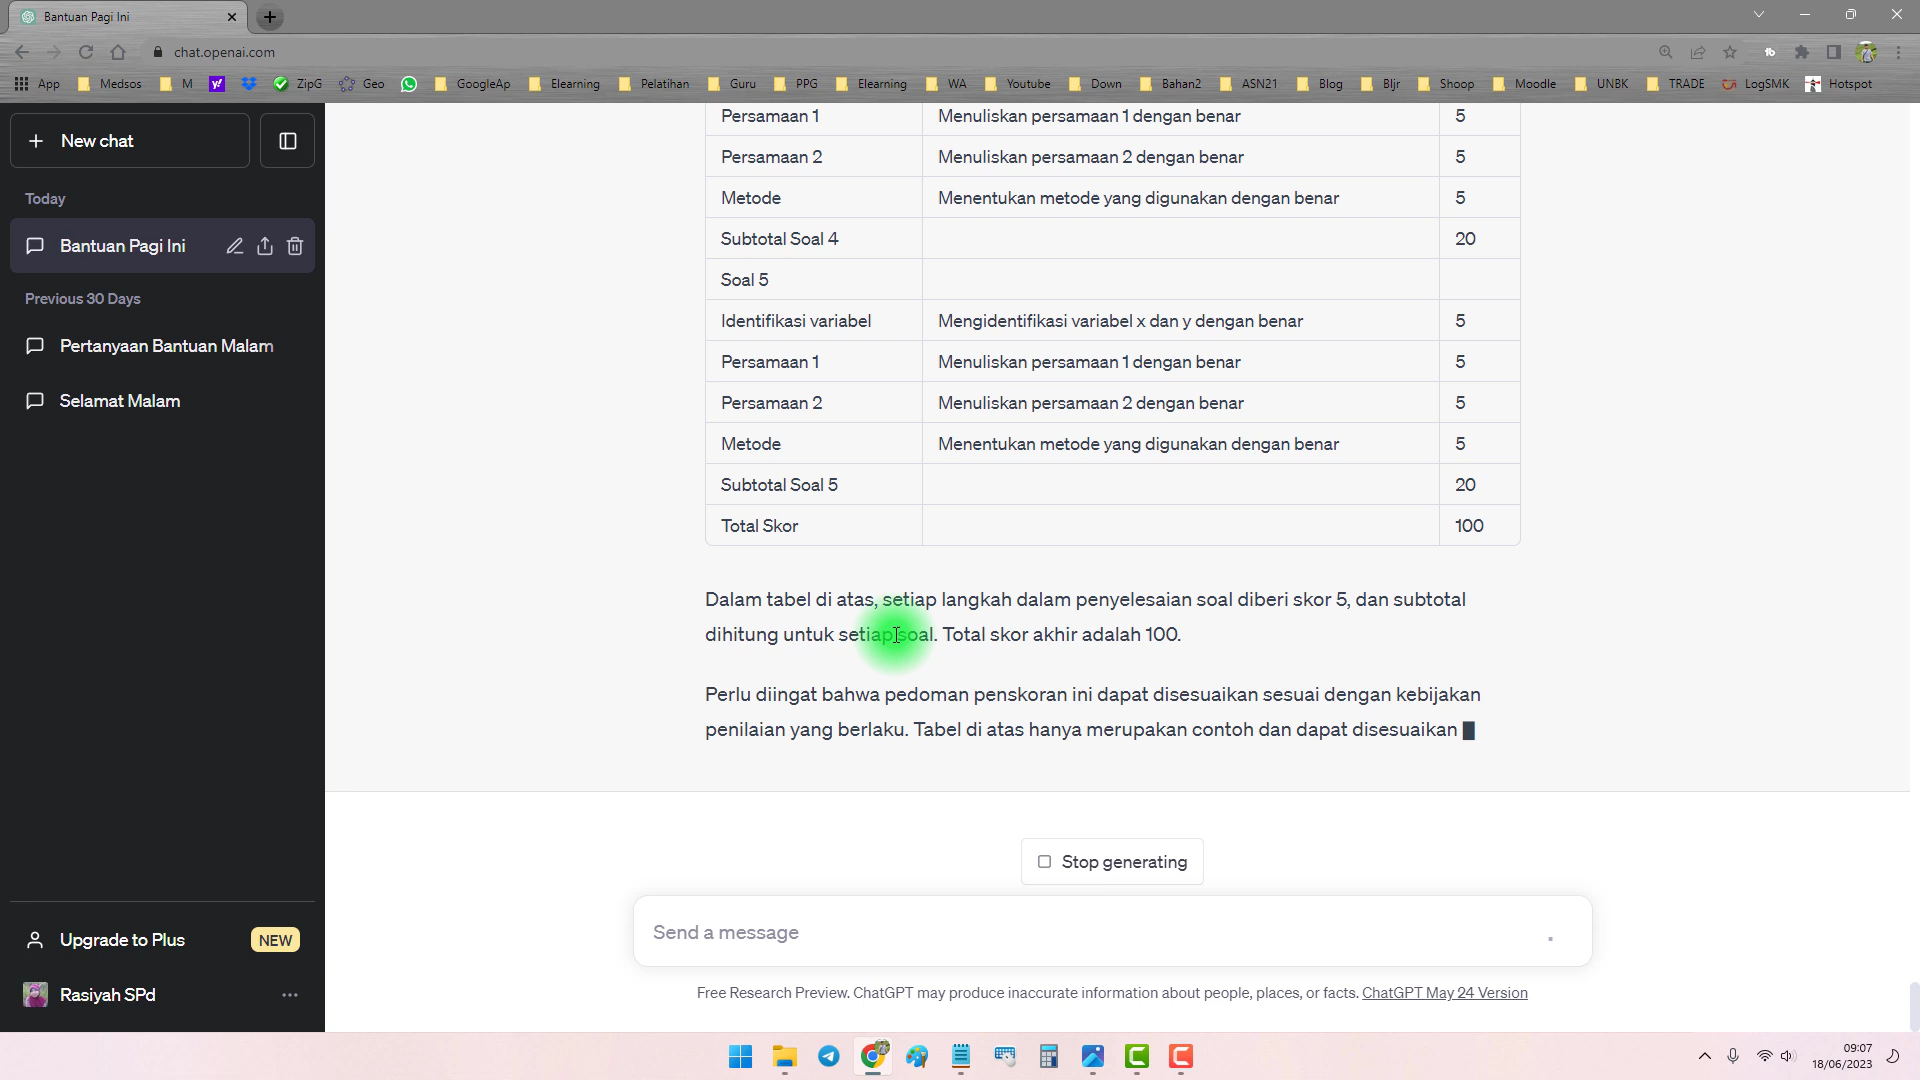 Bantuan Pagi Ini
chat.openai.com
App Medsos M ZipG Geo GoogleAp Elearning Pelatihan Guru PPG Elearning WA Youtube Down Bahan2 ASN21 Blog Bljr Shoop Moodle UNBK TRADE LogSMK Hotspot
New chat
Today
Bantuan Pagi Ini
Previous 30 Days
Pertanyaan Bantuan Malam
Selamat Malam
Upgrade to Plus NEW
Rasiyah SPd
Persamaan 1 Menuliskan persamaan 1 dengan benar 5
Persamaan 2 Menuliskan persamaan 2 dengan benar 5
Metode Menentukan metode yang digunakan dengan benar 5
Subtotal Soal 4 20
Soal 5
Identifikasi variabel Mengidentifikasi variabel x dan y dengan benar 5
Persamaan 1 Menuliskan persamaan 1 dengan benar 5
Persamaan 2 Menuliskan persamaan 2 dengan benar 5
Metode Menentukan metode yang digunakan dengan benar 5
Subtotal Soal 5 20
Total Skor 100
Dalam tabel di atas, setiap langkah dalam penyelesaian soal diberi skor 5, dan subtotal
dihitung untuk setiap soal. Total skor akhir adalah 100.
Perlu diingat bahwa pedoman penskoran ini dapat disesuaikan sesuai dengan kebijakan
penilaian yang berlaku. Tabel di atas hanya merupakan contoh dan dapat disesuaikan
Stop generating
Send a message
Free Research Preview. ChatGPT may produce inaccurate information about people, places, or facts. ChatGPT May 24 Version
09:07
18/06/2023